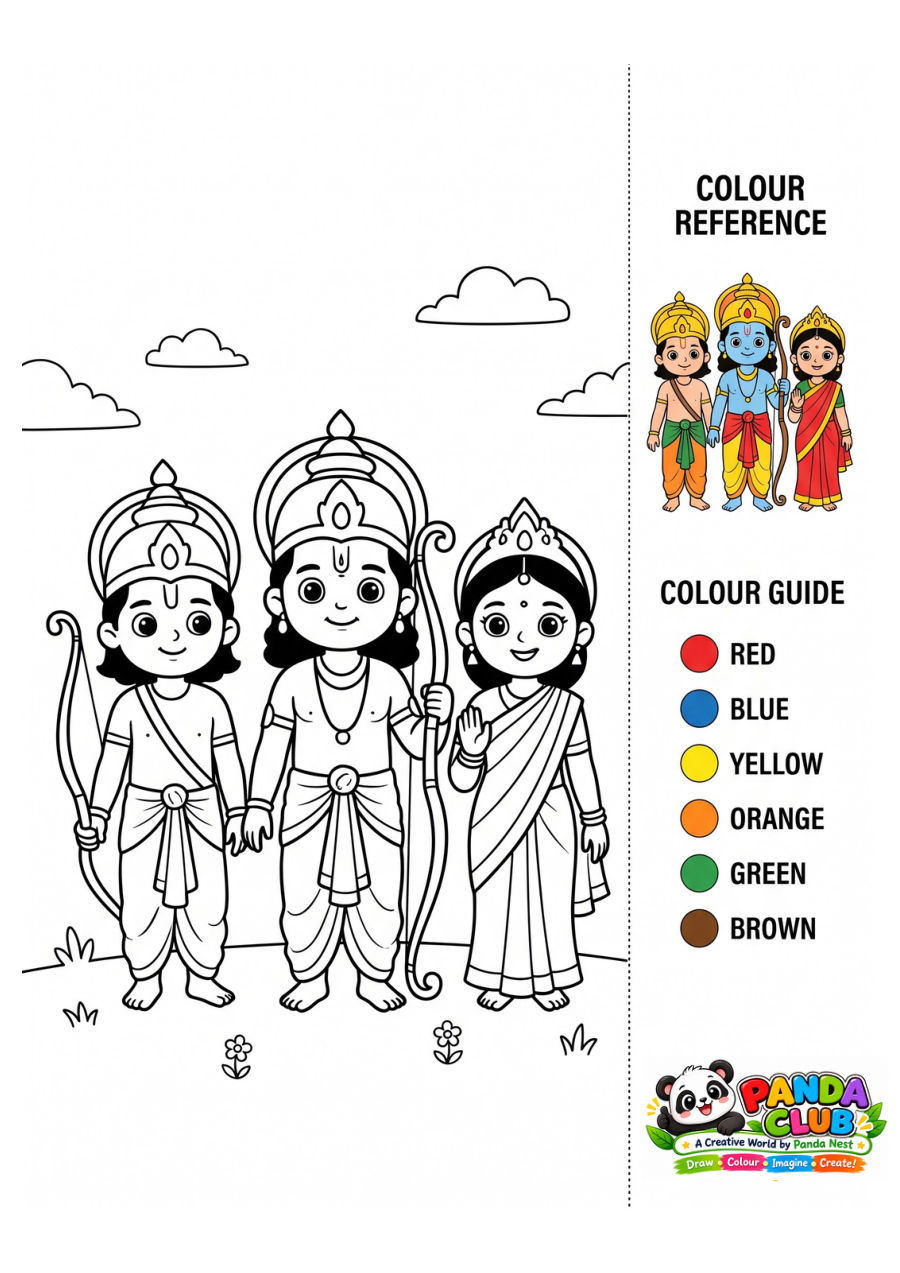 COLOUR
REFERENCE
COLOUR GUIDE
RED
BLUE
YELLOW
ORANGE
GREEN
BROWN
PANDA
CLUB
A Creative World by Panda Nest
Draw • Colour • Imagine • Create!